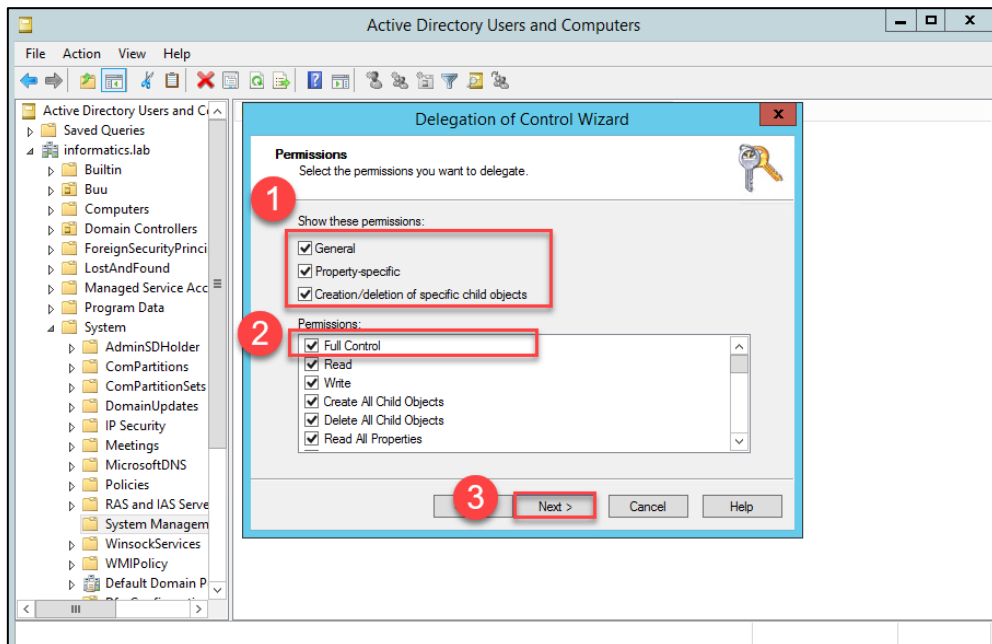 Active Directory Users and Computers
File Action View Help
Active Directory Users and Co
Saved Queries
informatics.lab
Builtin
Buu
Computers
Domain Controllers
ForeignSecurityPrinci
LostAndFound
Managed Service Acc
Program Data
System
AdminSDHolder
ComPartitions
ComPartitionSets
DomainUpdates
IP Security
Meetings
MicrosoftDNS
Policies
RAS and IAS Serve
System Managem
WinsockServices
WMIPolicy
Default Domain P
Delegation of Control Wizard
Permissions
Select the permissions you want to delegate.
1
Show these permissions:
General
Property-specific
Creation/deletion of specific child objects
2
Permissions:
Full Control
Read
Write
Create All Child Objects
Delete All Child Objects
Read All Properties
3
Next >
Cancel
Help